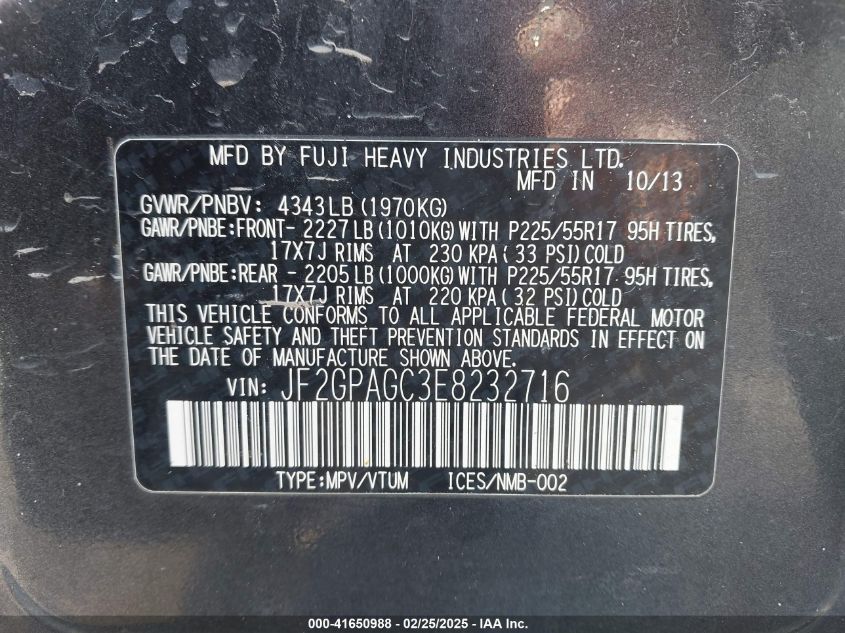 MFD BY FUJI HEAVY INDUSTRIES LTD.
MFD IN 10/13
GVWR/PNBV: 4343LB (1970KG)
GAWR/PNBE:FRONT- 2227LB(1010KG)WITH P225/55R17 95H TIRES,
17X7J RIMS AT 230 KPA( 33 PSI)COLD
GAWR/PNBE:REAR - 2205LB(1000KG)WITH P225/55R17 95H TIRES,
17X7J RIMS AT 220 KPA( 32 PSI)COLD
THIS VEHICLE CONFORMS TO ALL APPLICABLE FEDERAL MOTOR
VEHICLE SAFETY AND THEFT PREVENTION STANDARDS IN EFFECT ON
THE DATE OF MANUFACTURE SHOWN ABOVE.
VIN: JF2GPAGC3E8232716
TYPE:MPV/VTUM ICES/NMB-002
000-41650988 - 02/25/2025 - IAA Inc.